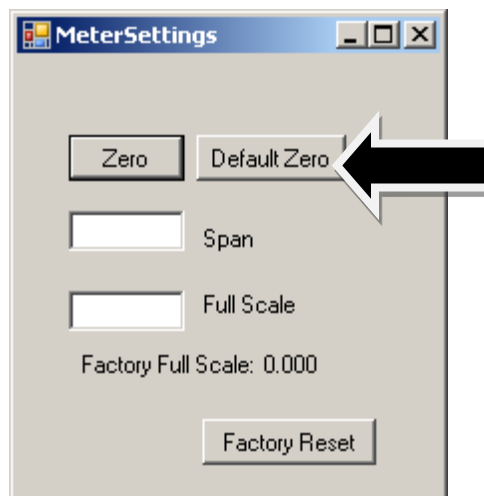 MeterSettings
Zero Default Zero
Span
Full Scale
Factory Full Scale: 0.000
Factory Reset